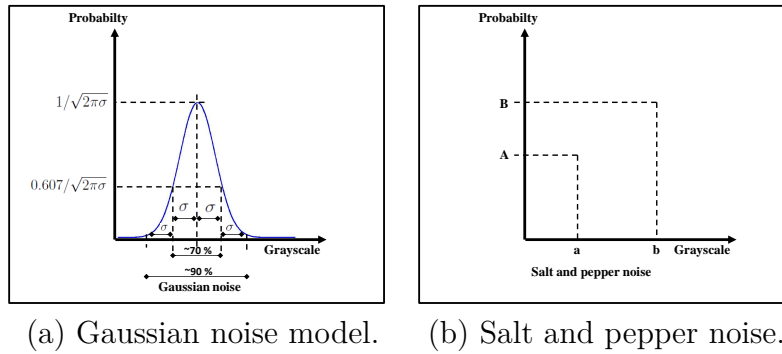 Probabilty
1/√2πσ
0.607/√2πσ
σ σ
σ σ
Grayscale
~70 %
~90 %
Gaussian noise
(a) Gaussian noise model.
Probabilty
B
A
a b Grayscale
Salt and pepper noise
(b) Salt and pepper noise.